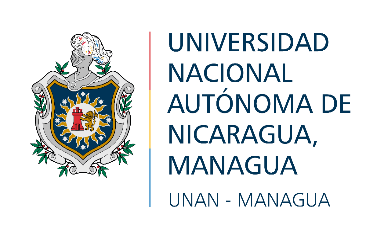 UNIVERSIDAD
NACIONAL
AUTÓNOMA DE
NICARAGUA,
MANAGUA
UNAN - MANAGUA